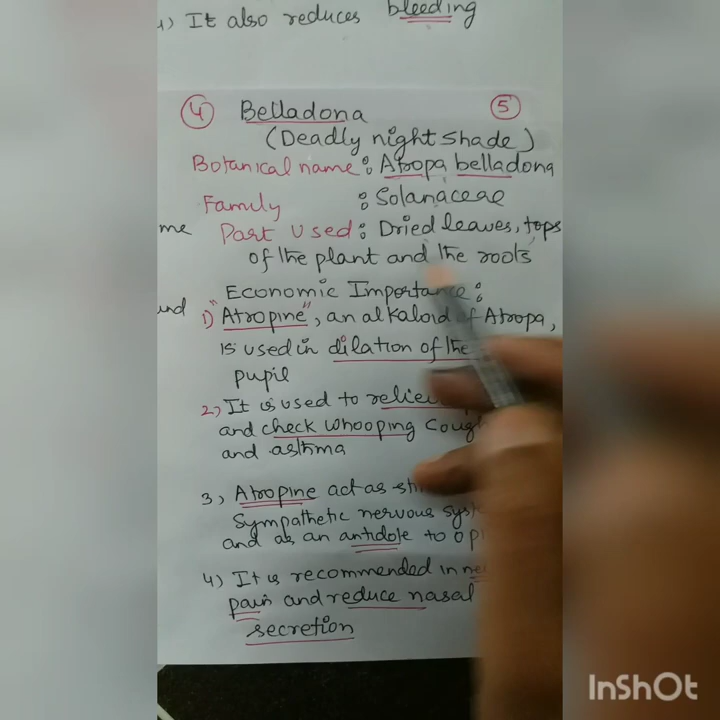 4) It also reduces bleeding
4 Belladona 5
(Deadly night shade)
Botanical name: Atropa belladona
Family : Solanaceae
me Part used: Dried leaves, tops
of the plant and the roots
"Economic Importance:
und 1) Atropine", an alkaloid of Atropa,
is used in dilation of the
pupil
2) It is used to
and check whooping
and asthma
3, Atropine act as
Sympathetic nervous
and as an antidote to
4) It is recommended in
pain and reduce nasal
secretion
InShOt